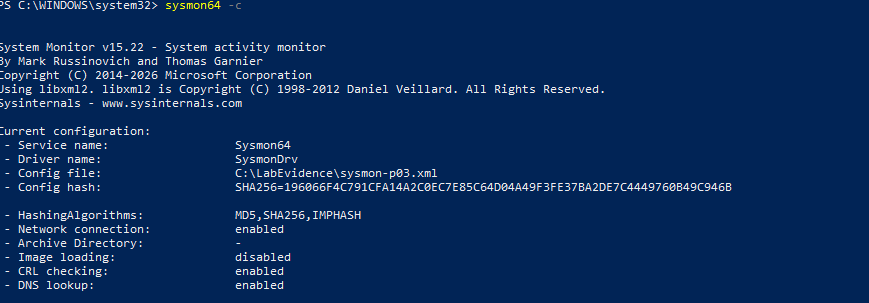 PS C:\WINDOWS\system32> sysmon64 -c
System Monitor v15.22 - System activity monitor
By Mark Russinovich and Thomas Garnier
Copyright (C) 2014-2026 Microsoft Corporation
Using libxml2. libxml2 is Copyright (C) 1998-2012 Daniel Veillard. All Rights Reserved.
Sysinternals - www.sysinternals.com
Current configuration:
- Service name: Sysmon64
- Driver name: SysmonDrv
- Config file: C:\LabEvidence\sysmon-p03.xml
- Config hash: SHA256=196066F4C791CFA14A2C0EC7E85C64D04A49F3FE37BA2DE7C4449760B49C946B
- HashingAlgorithms: MD5,SHA256,IMPHASH
- Network connection: enabled
- Archive Directory: -
- Image loading: disabled
- CRL checking: enabled
- DNS lookup: enabled